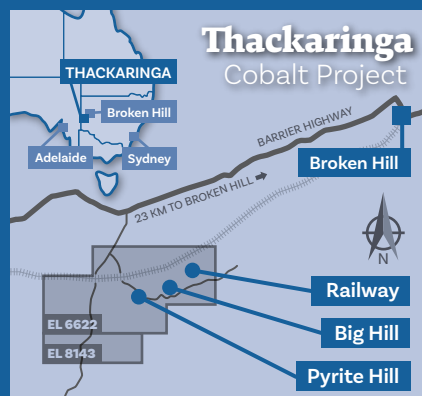 Thackaringa
Cobalt Project
THACKARINGA
Broken Hill
Adelaide
Sydney
BARRIER HIGHWAY
Broken Hill
23 KM TO BROKEN HILL
N
Railway
EL 6622
Big Hill
EL 8143
Pyrite Hill